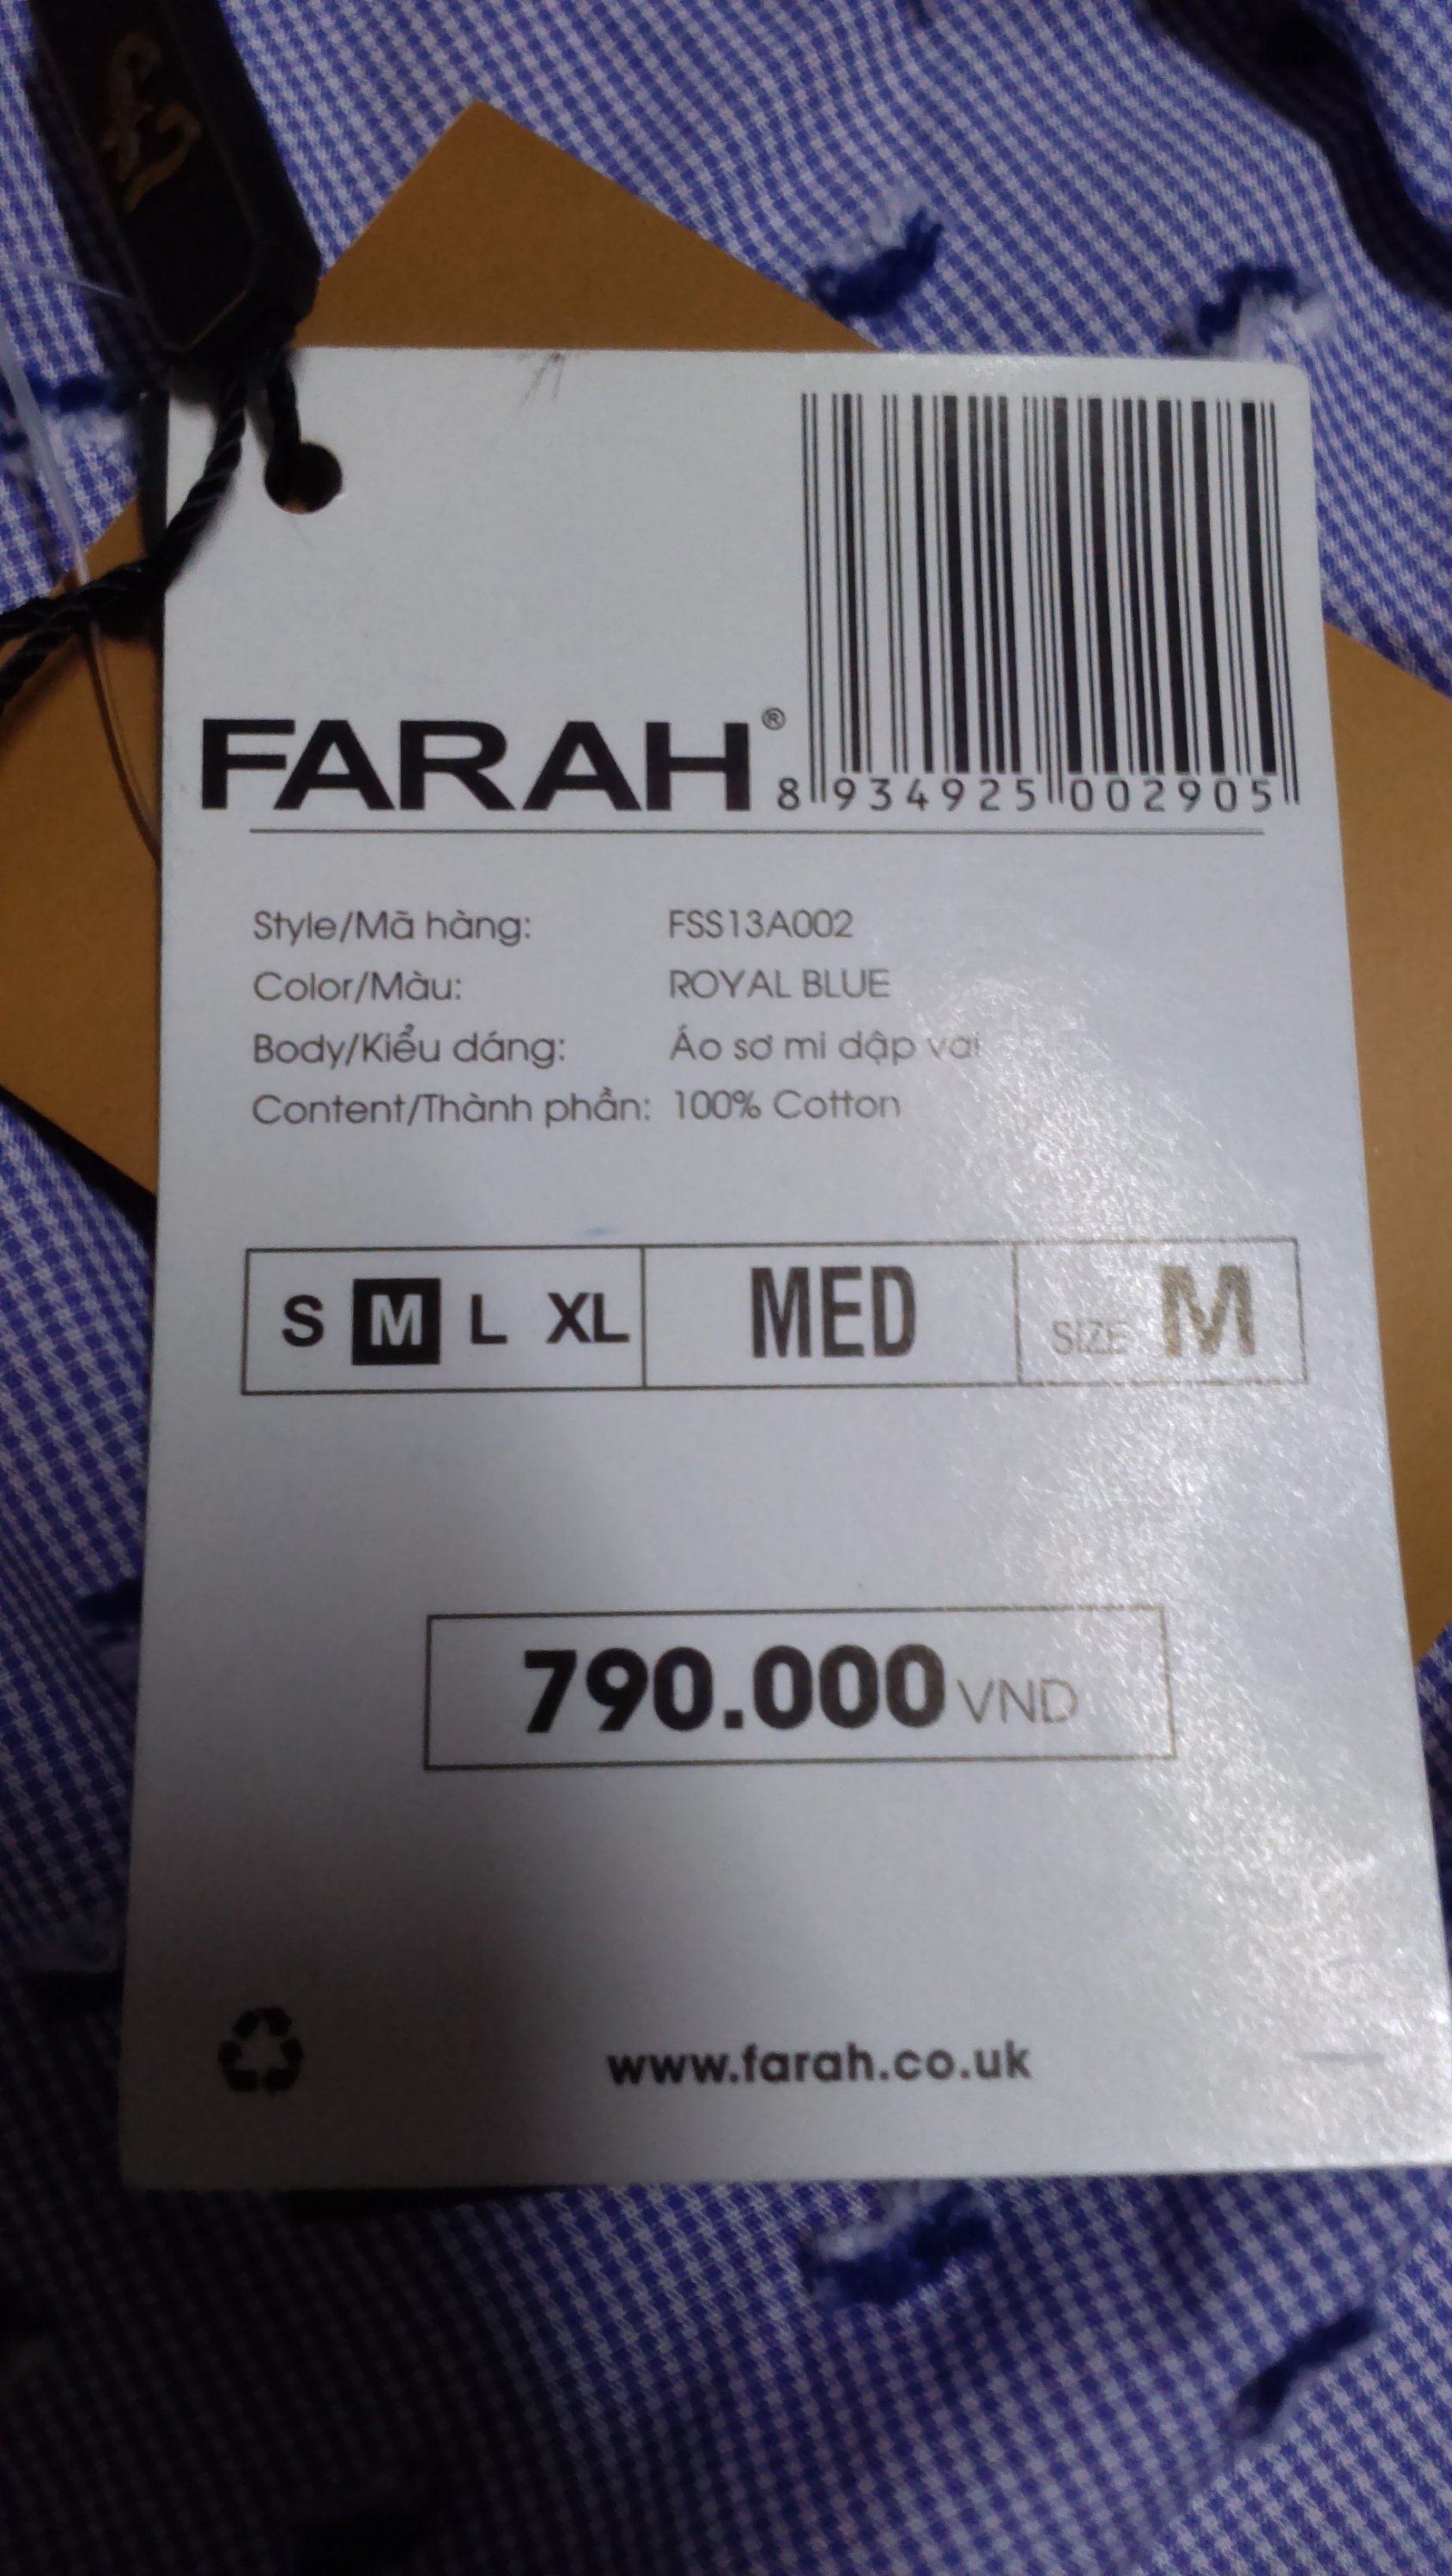 FARAH®
8 934925 002905
Style/Mã hàng: FSS13A002
Color/Màu: ROYAL BLUE
Body/Kiểu dáng: Áo sơ mi dập vai
Content/Thành phần: 100% Cotton
S M L XL MED SIZE M
790.000 VND
www.farah.co.uk